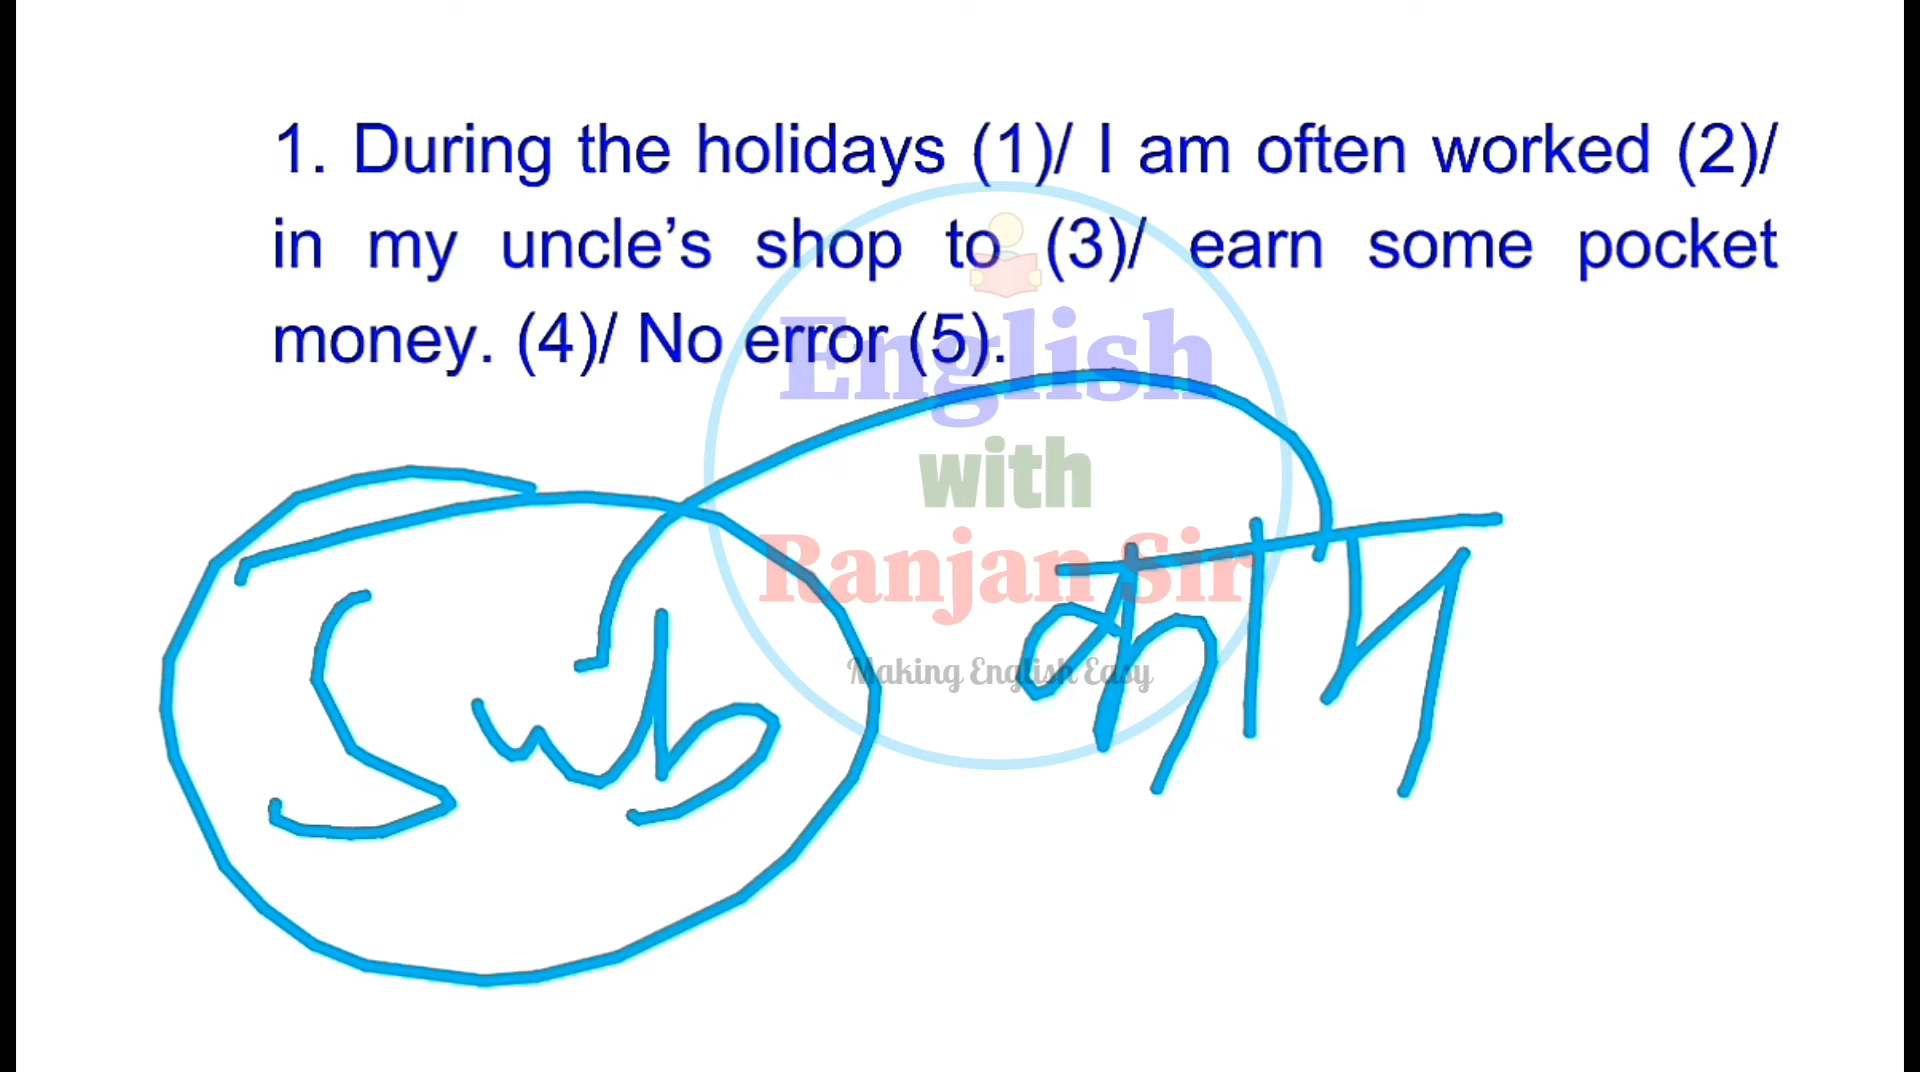 1. During the holidays (1)/ I am often worked (2)/
in my uncle’s shop to (3)/ earn some pocket
money. (4)/ No error (5).
English
with
Ranjan Sir
Making English Easy
Sub काम